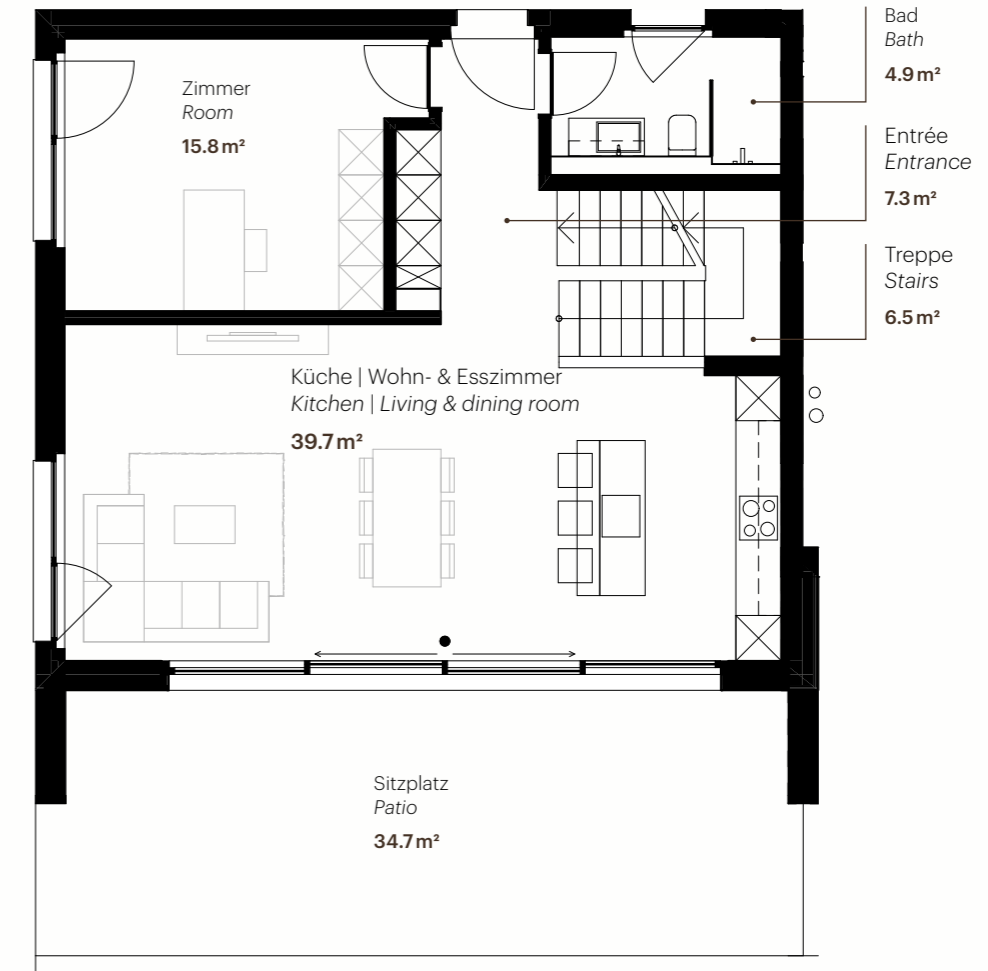 Zimmer
Room
15.8 m²
Bad
Bath
4.9 m²
Entrée
Entrance
7.3 m²
Treppe
Stairs
6.5 m²
Küche | Wohn- & Esszimmer
Kitchen | Living & dining room
39.7 m²
Sitzplatz
Patio
34.7 m²